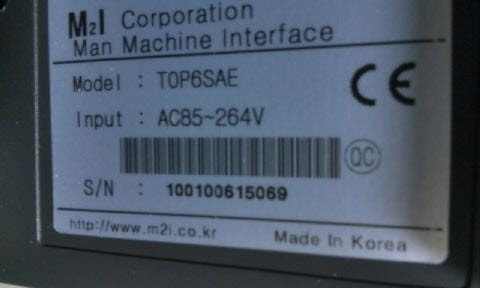 M2I Corporation
Man Machine Interface
Model : TOP6SAE
CE
Input : AC85~264V
QC
S/N : 100100615069
http://www.m2i.co.kr
Made In Korea